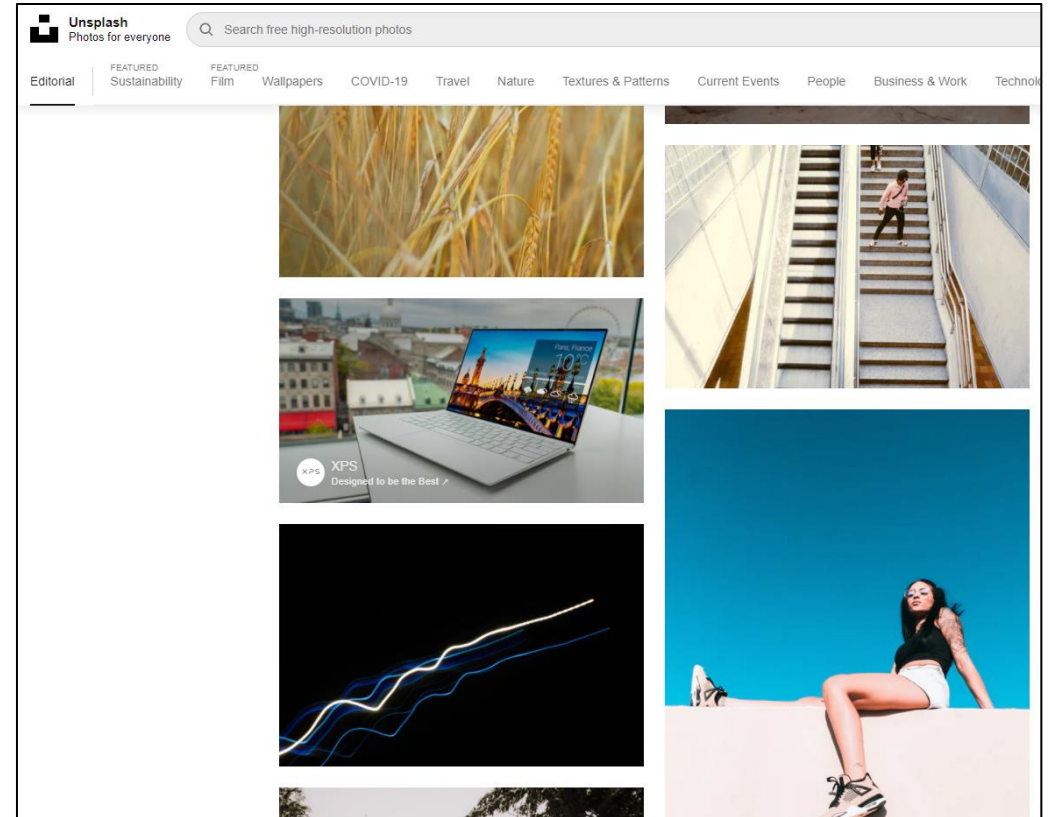 Unsplash
Photos for everyone
Search free high-resolution photos
FEATURED FEATURED
Editorial Sustainability Film Wallpapers COVID-19 Travel Nature Textures & Patterns Current Events People Business & Work Technolo
Paris, France
10°C
XPS XPS
Designed to be the Best ↗